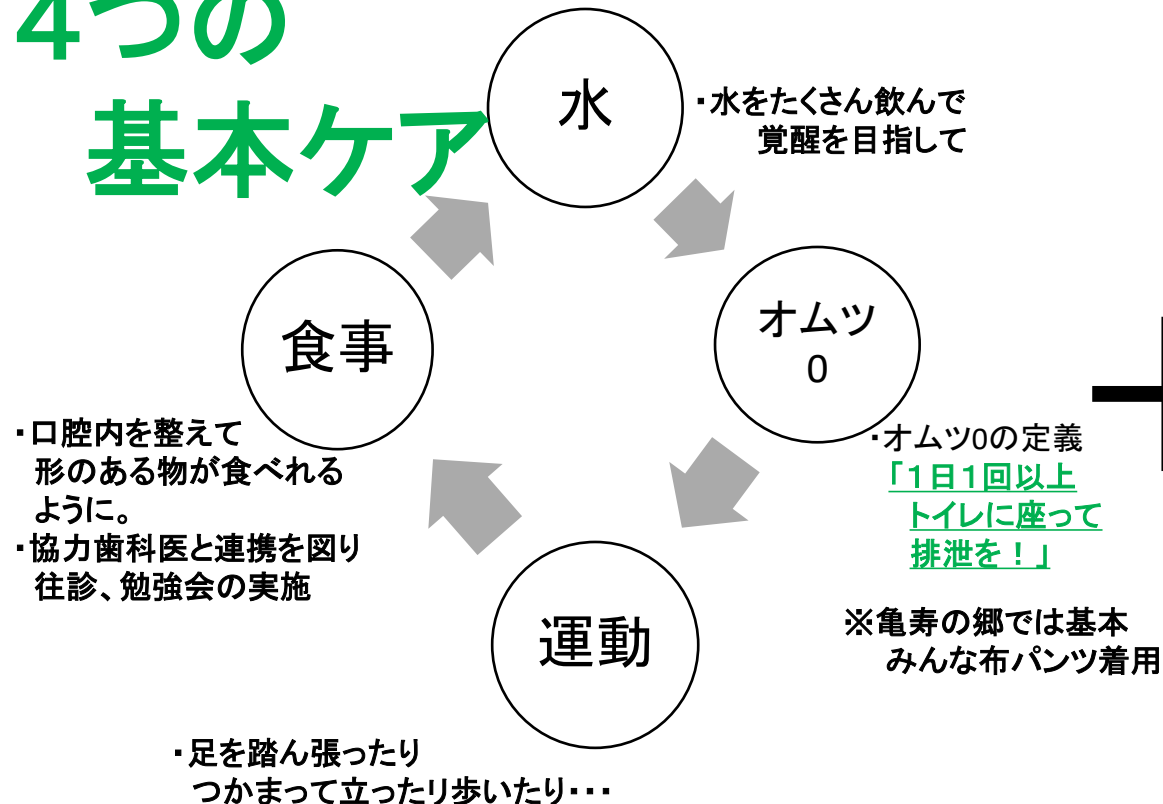 ４つの
基本ケア
水
・水をたくさん飲んで
覚醒を目指して
オムツ
0
・オムツ0の定義
「１日１回以上
トイレに座って
排泄を！」
※亀寿の郷では基本
みんな布パンツ着用
運動
・足を踏ん張ったり
つかまって立ったり歩いたり・・・
食事
・口腔内を整えて
形のある物が食べれる
ように。
・協力歯科医と連携を図り
往診、勉強会の実施